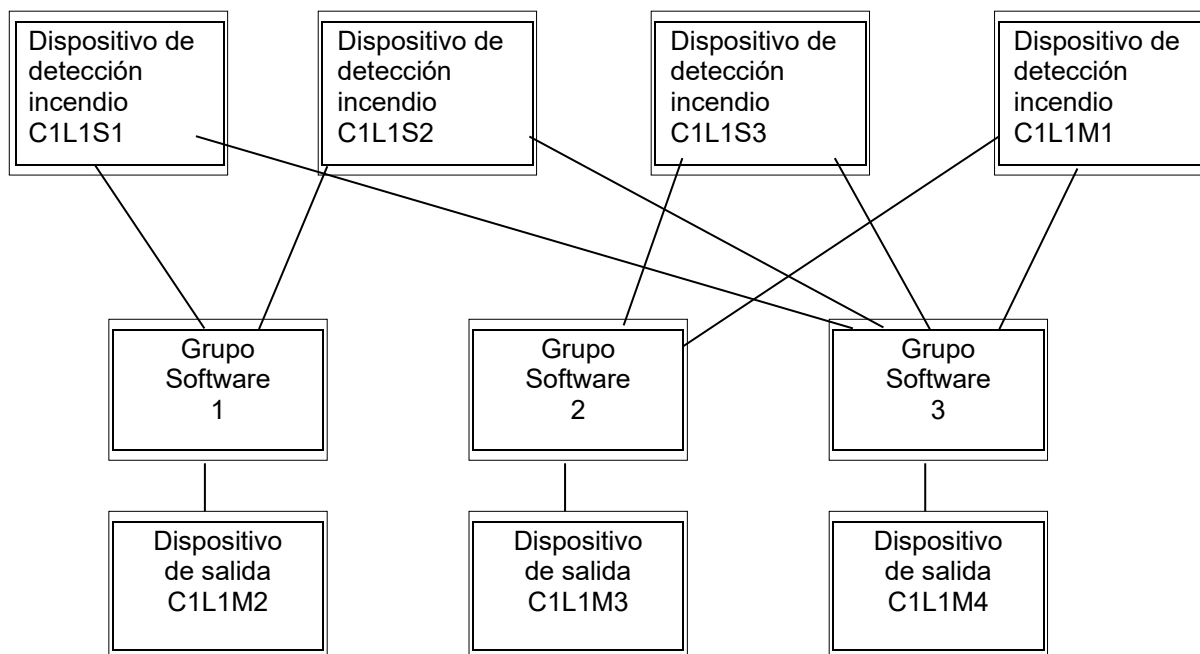 Dispositivo de
detección
incendio
C1L1S1
Dispositivo de
detección
incendio
C1L1S2
Dispositivo de
detección
incendio
C1L1S3
Dispositivo de
detección
incendio
C1L1M1
Grupo
Software
1
Grupo
Software
2
Grupo
Software
3
Dispositivo
de salida
C1L1M2
Dispositivo
de salida
C1L1M3
Dispositivo
de salida
C1L1M4